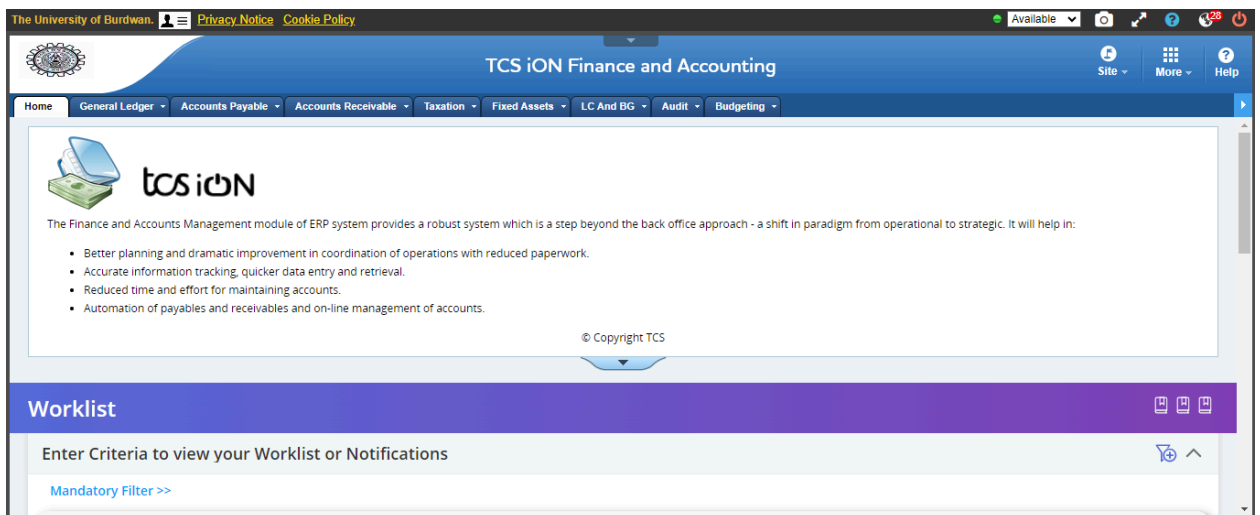 The University of Burdwan. Privacy Notice Cookie Policy Available 28
TCS iON Finance and Accounting
Site More Help
Home General Ledger Accounts Payable Accounts Receivable Taxation Fixed Assets LC And BG Audit Budgeting
tcs iON
The Finance and Accounts Management module of ERP system provides a robust system which is a step beyond the back office approach - a shift in paradigm from operational to strategic. It will help in:
• Better planning and dramatic improvement in coordination of operations with reduced paperwork.
• Accurate information tracking, quicker data entry and retrieval.
• Reduced time and effort for maintaining accounts.
• Automation of payables and receivables and on-line management of accounts.
© Copyright TCS
Worklist
Enter Criteria to view your Worklist or Notifications
Mandatory Filter >>